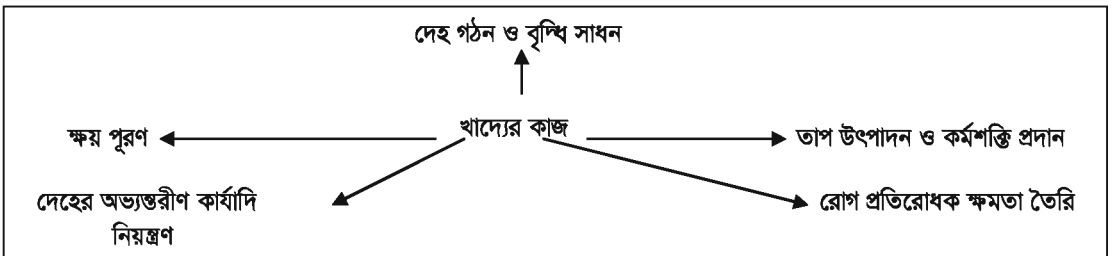 দেহ গঠন ও বৃদ্ধি সাধন
খাদ্যের কাজ
ক্ষয় পূরণ
তাপ উৎপাদন ও কর্মশক্তি প্রদান
দেহের অভ্যন্তরীণ কার্যাদি
নিয়ন্ত্রণ
রোগ প্রতিরোধক ক্ষমতা তৈরি